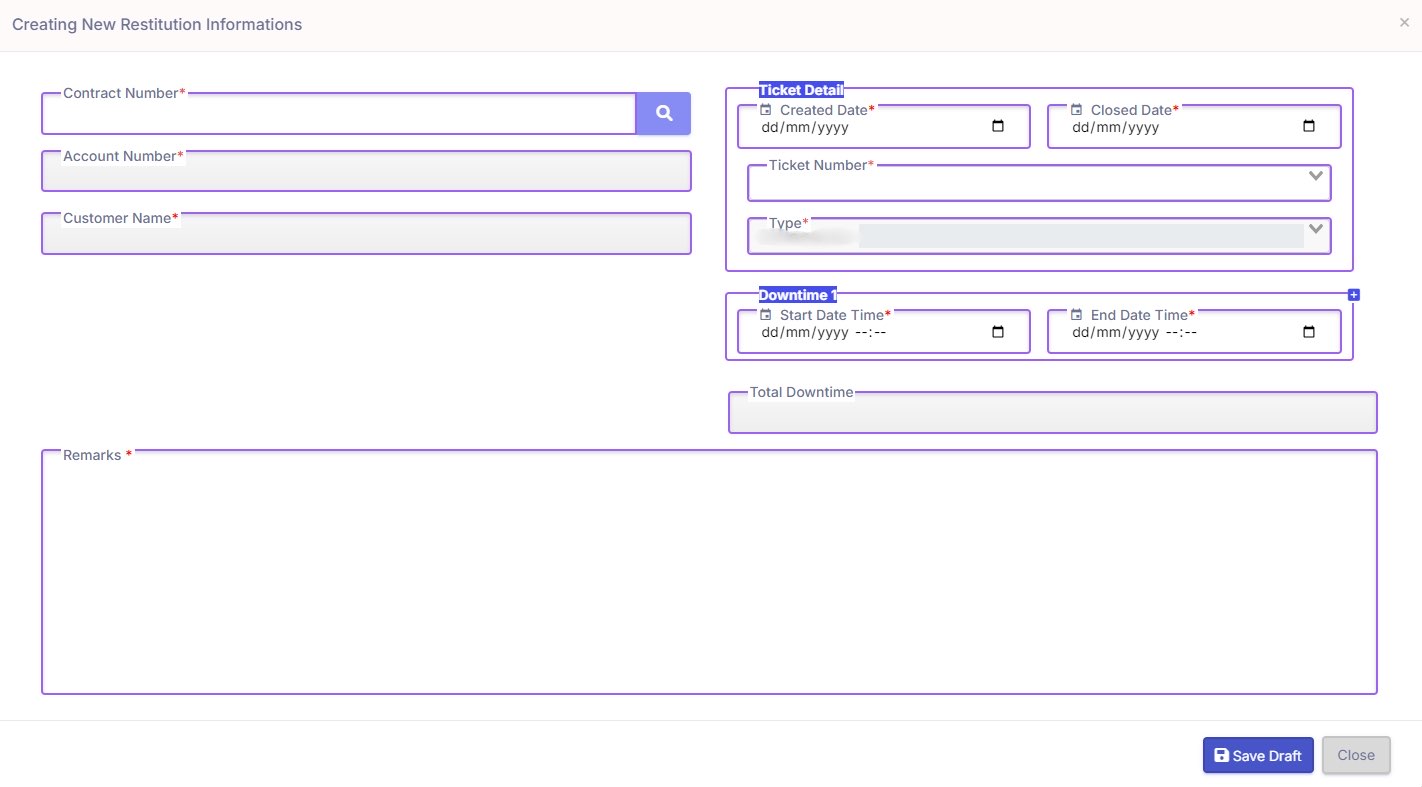 Creating New Restitution Informations
×
Contract Number*
Account Number*
Customer Name*
Ticket Detail
Created Date*
dd/mm/yyyy
Closed Date*
dd/mm/yyyy
Ticket Number*
Type*
Downtime 1
+
Start Date Time*
dd/mm/yyyy --:--
End Date Time*
dd/mm/yyyy --:--
Total Downtime
Remarks *
Save Draft
Close